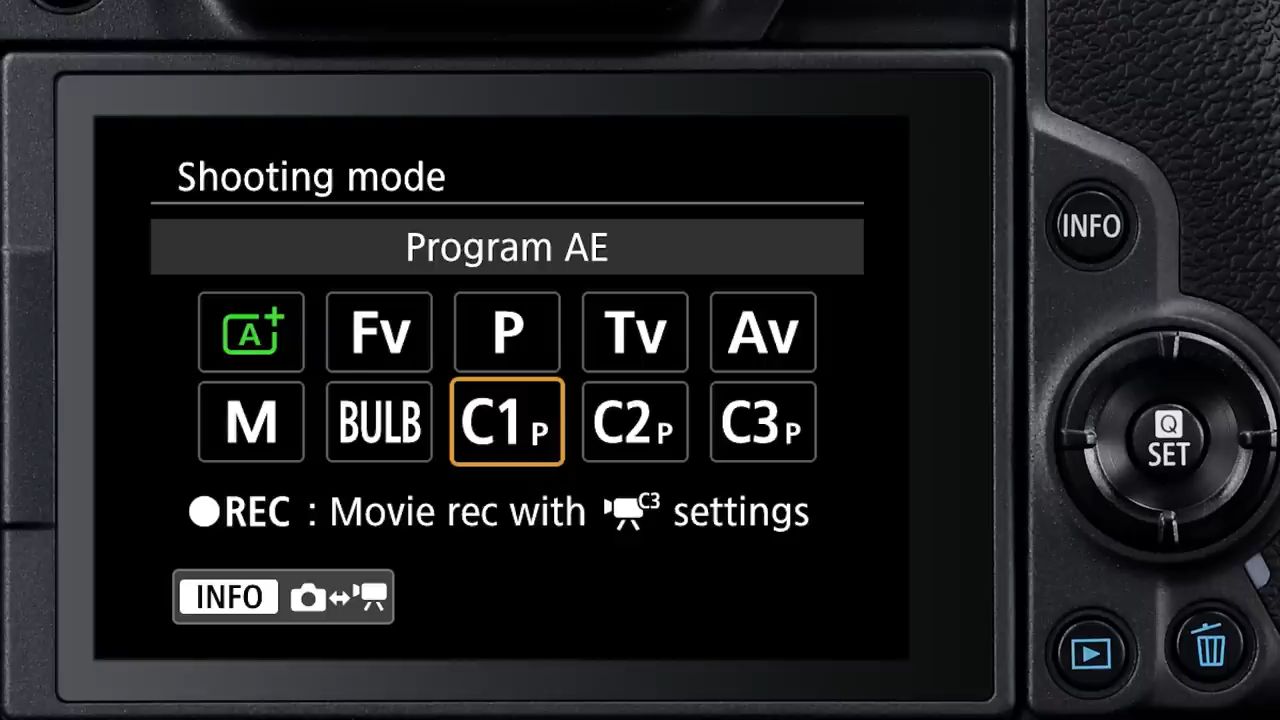 Shooting mode
Program AE
A+ Fv P Tv Av
M BULB C1P C2P C3P
REC : Movie rec with C3 settings
INFO
INFO
Q
SET